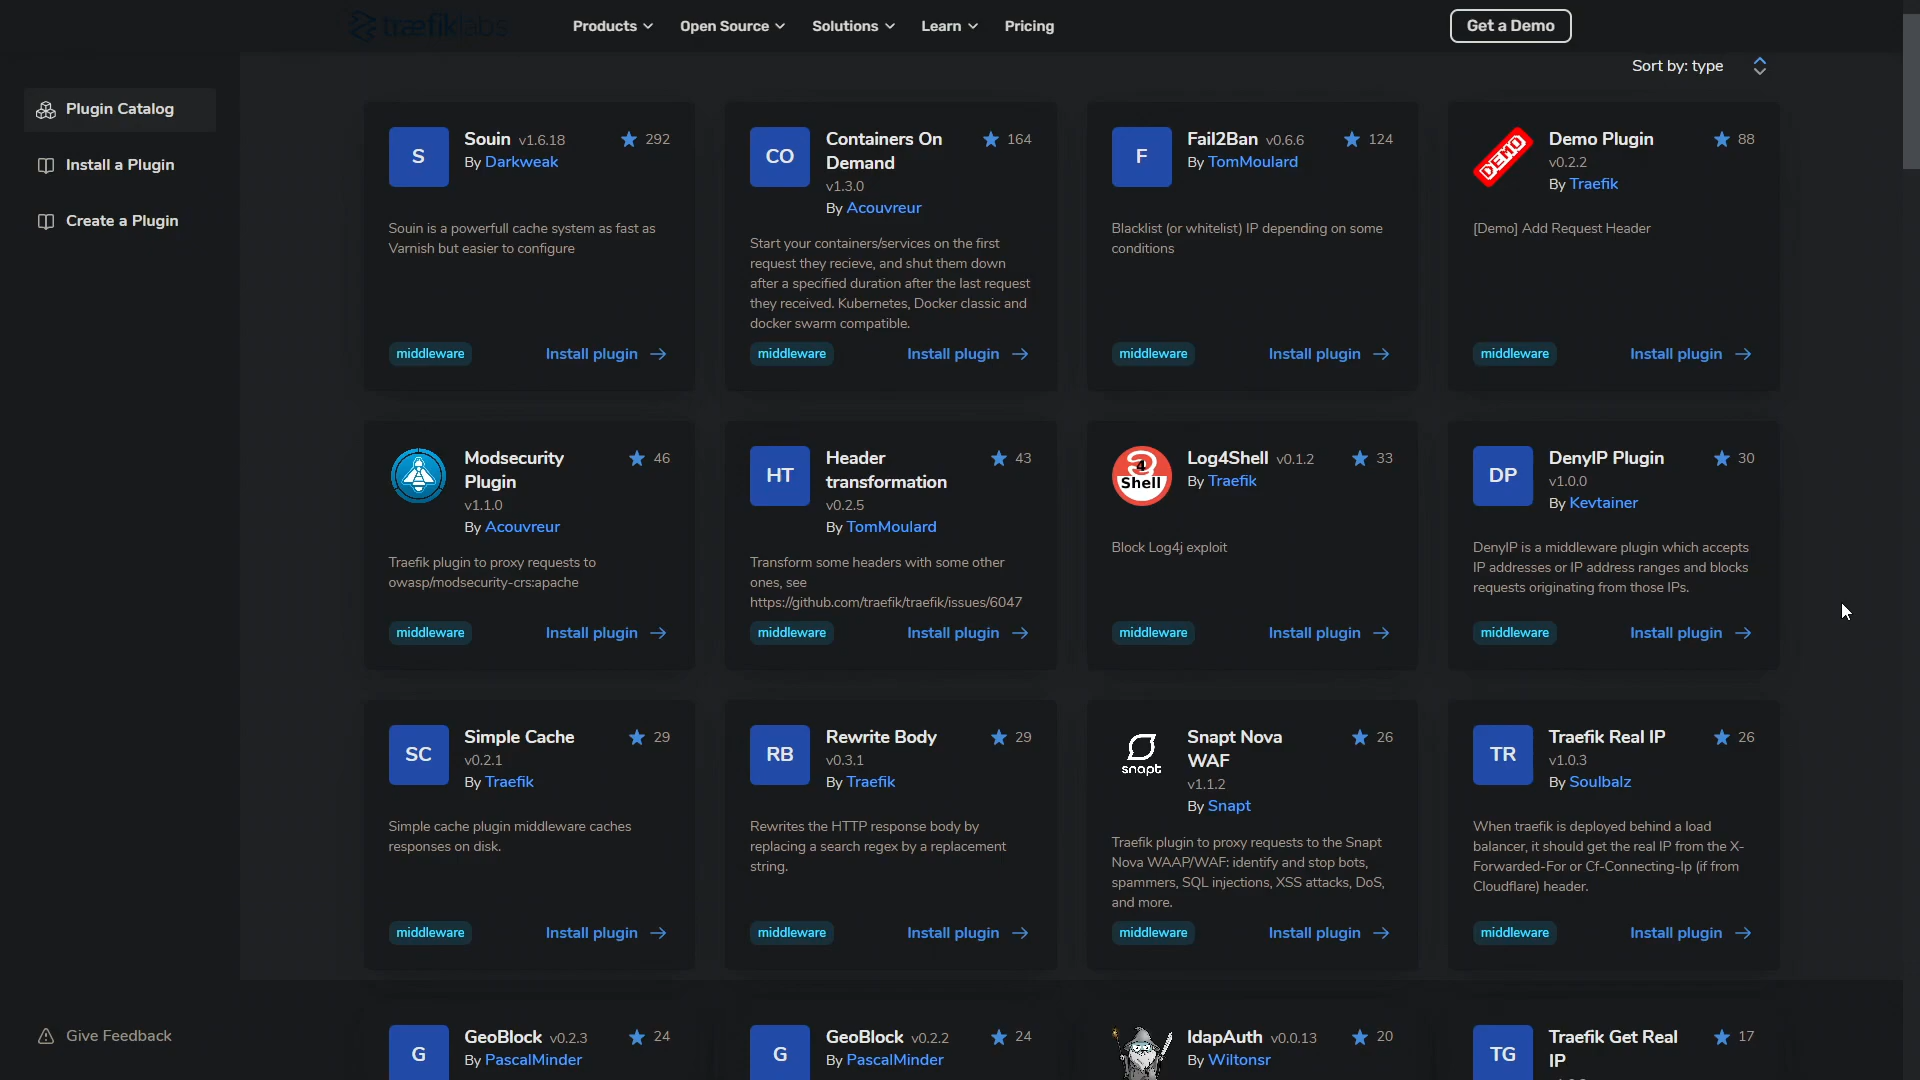 træfiklabs
Products
Open Source
Solutions
Learn
Pricing
Get a Demo
Plugin Catalog
Install a Plugin
Create a Plugin
Give Feedback
Sort by: type
S
Souin v1.6.18
292
By Darkweak
Souin is a powerfull cache system as fast as
Varnish but easier to configure
middleware
Install plugin
CO
Containers On
Demand
164
v1.3.0
By Acouvreur
Start your containers/services on the first
request they recieve, and shut them down
after a specified duration after the last request
they received. Kubernetes, Docker classic and
docker swarm compatible.
middleware
Install plugin
F
Fail2Ban v0.6.6
124
By TomMoulard
Blacklist (or whitelist) IP depending on some
conditions
middleware
Install plugin
DEMO
Demo Plugin
88
v0.2.2
By Traefik
[Demo] Add Request Header
middleware
Install plugin
Modsecurity
Plugin
46
v1.1.0
By Acouvreur
Traefik plugin to proxy requests to
owasp/modsecurity-crs:apache
middleware
Install plugin
HT
Header
transformation
43
v0.2.5
By TomMoulard
Transform some headers with some other
ones, see
https://github.com/traefik/traefik/issues/6047
middleware
Install plugin
4
Shell
Log4Shell v0.1.2
33
By Traefik
Block Log4j exploit
middleware
Install plugin
DP
DenyIP Plugin
30
v1.0.0
By Kevtainer
DenyIP is a middleware plugin which accepts
IP addresses or IP address ranges and blocks
requests originating from those IPs.
middleware
Install plugin
SC
Simple Cache
29
v0.2.1
By Traefik
Simple cache plugin middleware caches
responses on disk.
middleware
Install plugin
RB
Rewrite Body
29
v0.3.1
By Traefik
Rewrites the HTTP response body by
replacing a search regex by a replacement
string.
middleware
Install plugin
snapt
Snapt Nova
WAF
26
v1.1.2
By Snapt
Traefik plugin to proxy requests to the Snapt
Nova WAAP/WAF: identify and stop bots,
spammers, SQL injections, XSS attacks, DoS,
and more.
middleware
Install plugin
TR
Traefik Real IP
26
v1.0.3
By Soulbalz
When traefik is deployed behind a load
balancer, it should get the real IP from the X-
Forwarded-For or Cf-Connecting-Ip (if from
Cloudflare) header.
middleware
Install plugin
G
GeoBlock v0.2.3
24
By PascalMinder
G
GeoBlock v0.2.2
24
By PascalMinder
ldapAuth v0.0.13
20
By Wiltonsr
TG
Traefik Get Real
IP
17